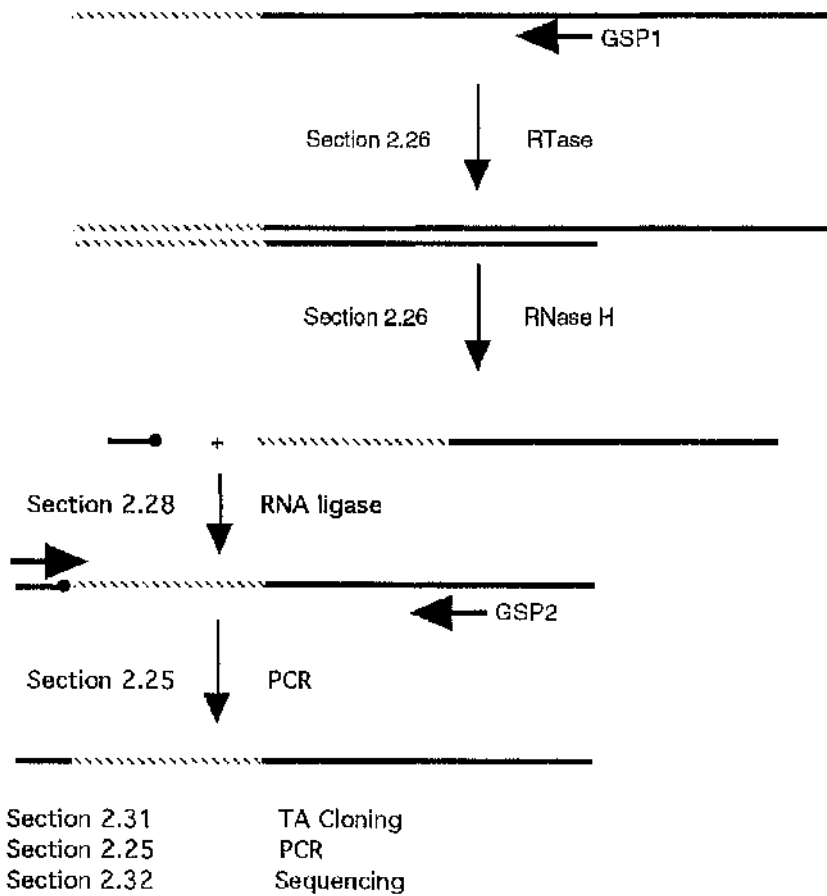 GSP1
Section 2.26 RTase
Section 2.26 RNase H
+
Section 2.28 RNA ligase
GSP2
Section 2.25 PCR
Section 2.31 TA Cloning
Section 2.25 PCR
Section 2.32 Sequencing